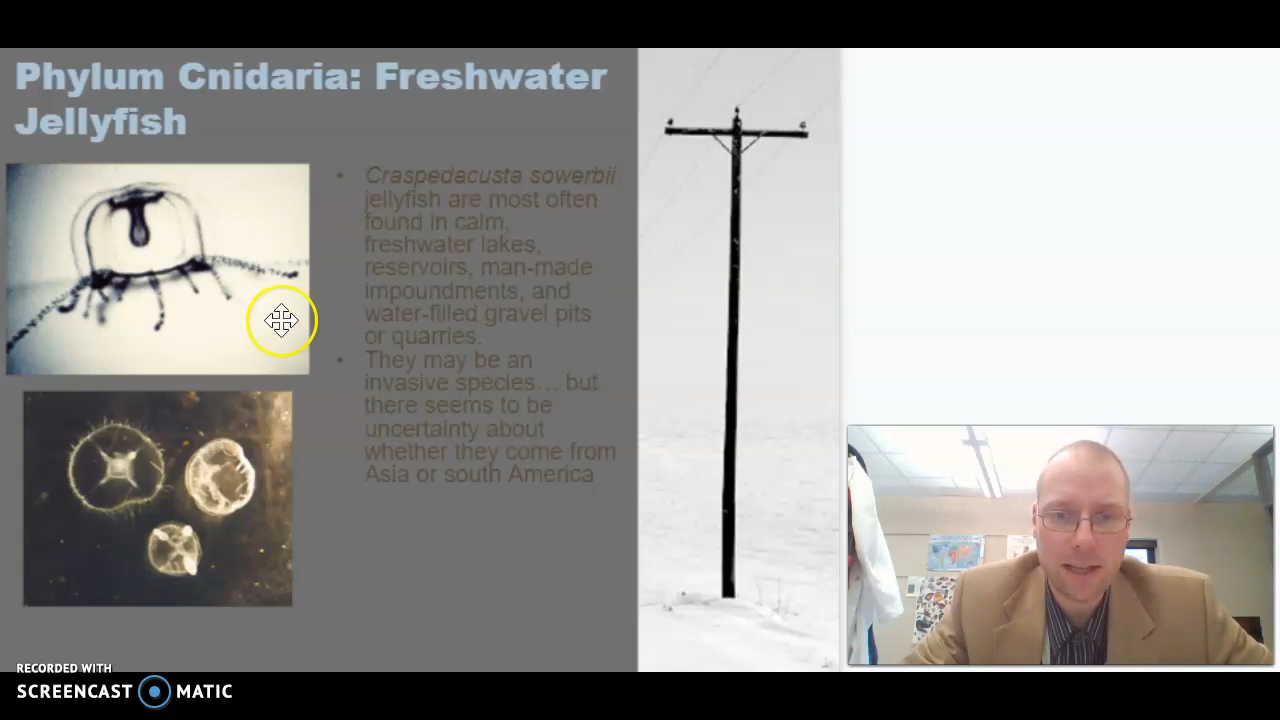 Phylum Cnidaria: Freshwater
Jellyfish
• Craspedacusta sowerbii
jellyfish are most often
found in calm,
freshwater lakes,
reservoirs, man-made
impoundments, and
water-filled gravel pits
or quarries.
• They may be an
invasive species… but
there seems to be
uncertainty about
whether they come from
Asia or south America
RECORDED WITH
SCREENCAST MATIC